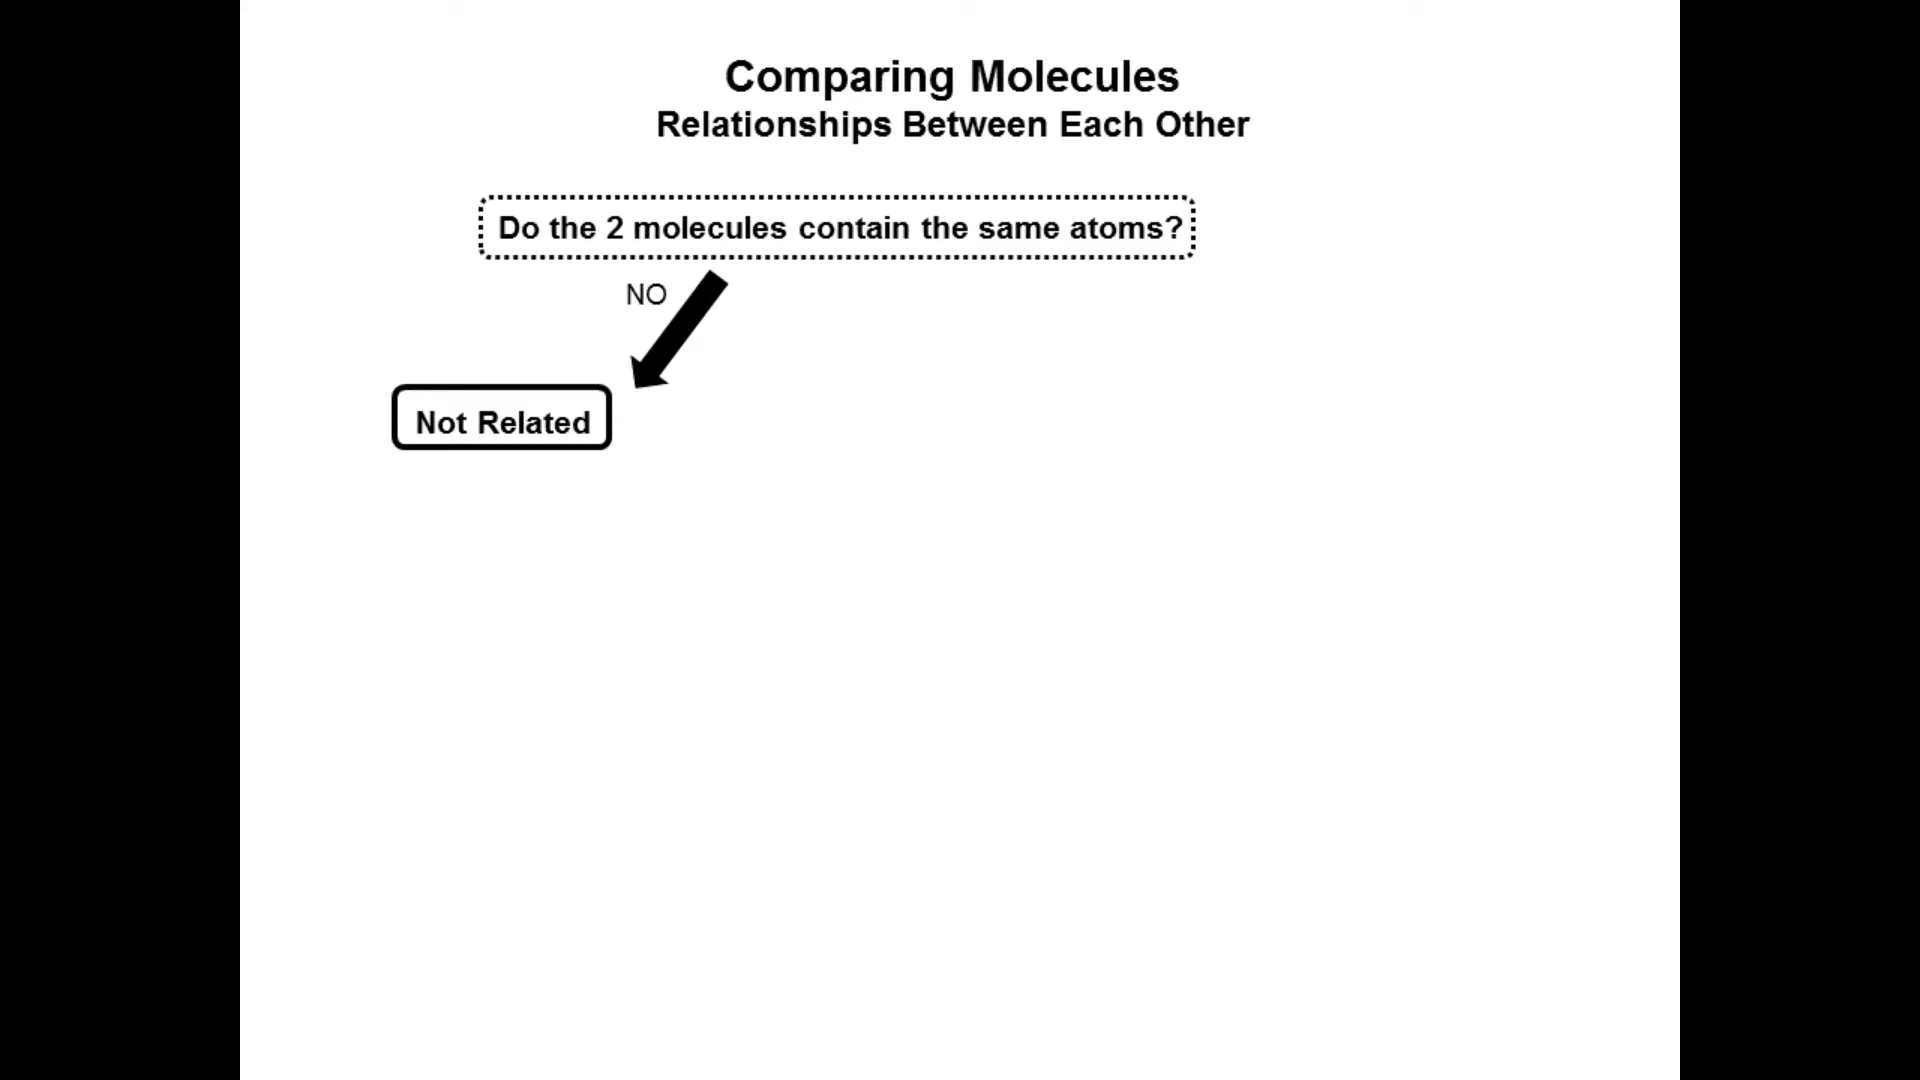 Comparing Molecules
Relationships Between Each Other
Do the 2 molecules contain the same atoms?
NO
Not Related